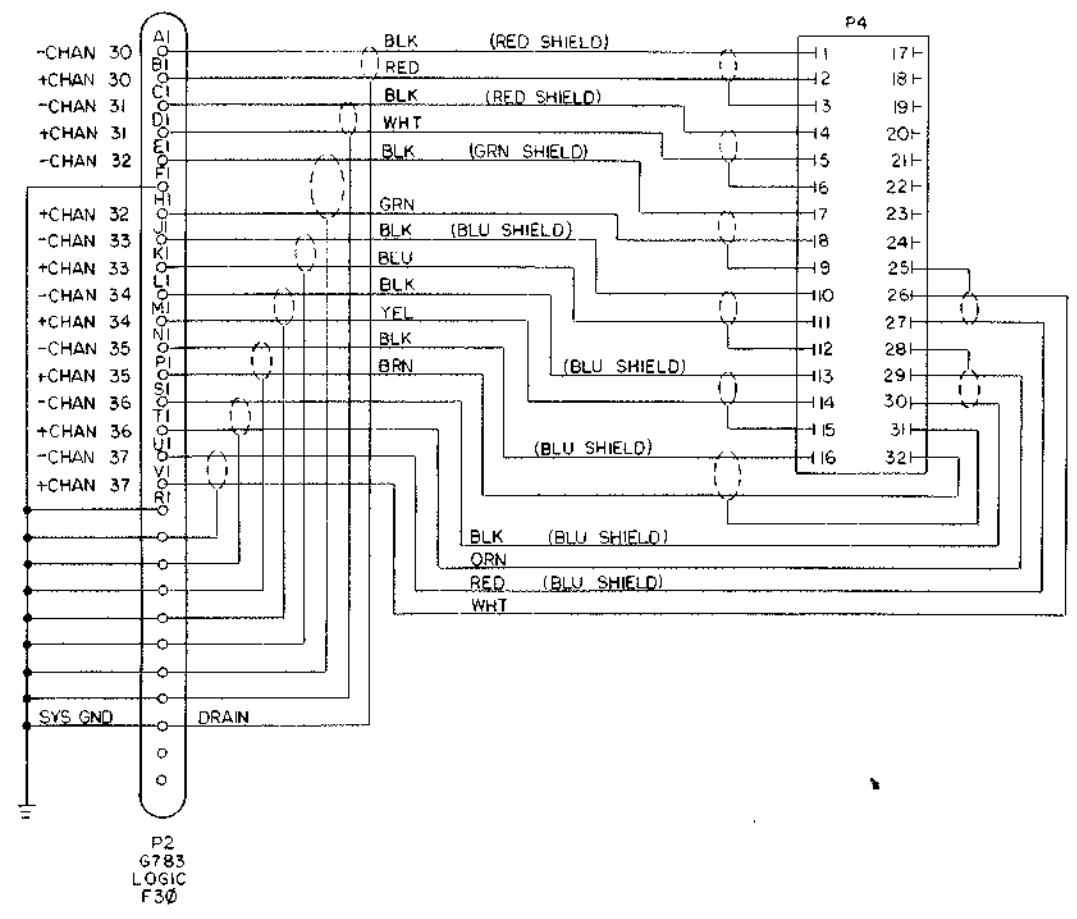 P4
A1
-CHAN 30
BLK (RED SHIELD)
1 17
B1
+CHAN 30
RED
2 18
C1
-CHAN 31
BLK (RED SHIELD)
3 19
D1
+CHAN 31
WHT
4 20
E1
-CHAN 32
BLK (GRN SHIELD)
5 21
F1
6 22
H1
+CHAN 32
GRN
7 23
J1
-CHAN 33
BLK (BLU SHIELD)
8 24
K1
+CHAN 33
BLU
9 25
L1
-CHAN 34
BLK
10 26
M1
+CHAN 34
YEL
11 27
N1
-CHAN 35
BLK
12 28
P1
+CHAN 35
BRN
(BLU SHIELD)
13 29
S1
-CHAN 36
14 30
T1
+CHAN 36
15 31
U1
-CHAN 37
(BLU SHIELD)
16 32
V1
+CHAN 37
R1
BLK (BLU SHIELD)
ORN
RED (BLU SHIELD)
WHT
SYS GND DRAIN
P2
G783
LOGIC
F3Ø